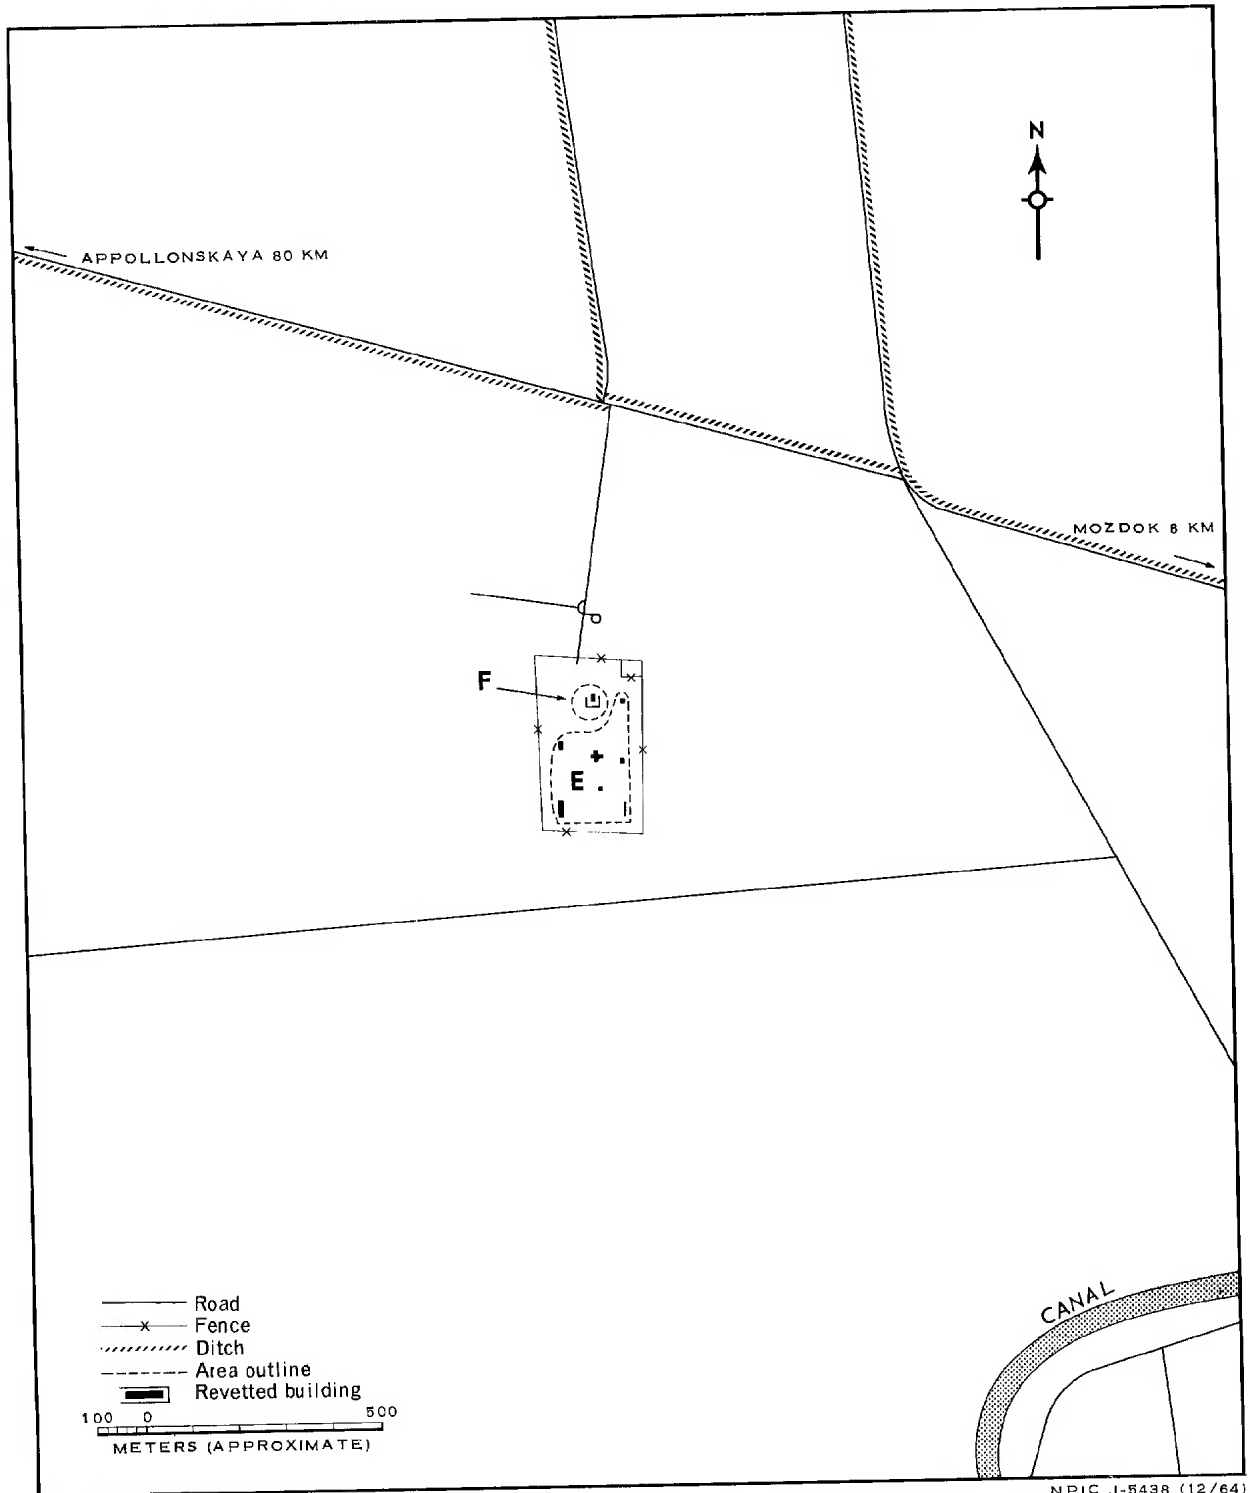 N
APPOLLONSKAYA 80 KM
MOZDOK 8 KM
F
E
CANAL
Road
Fence
Ditch
Area outline
Revetted building
100 0 500
METERS (APPROXIMATE)
NPIC J-5438 (12/64)